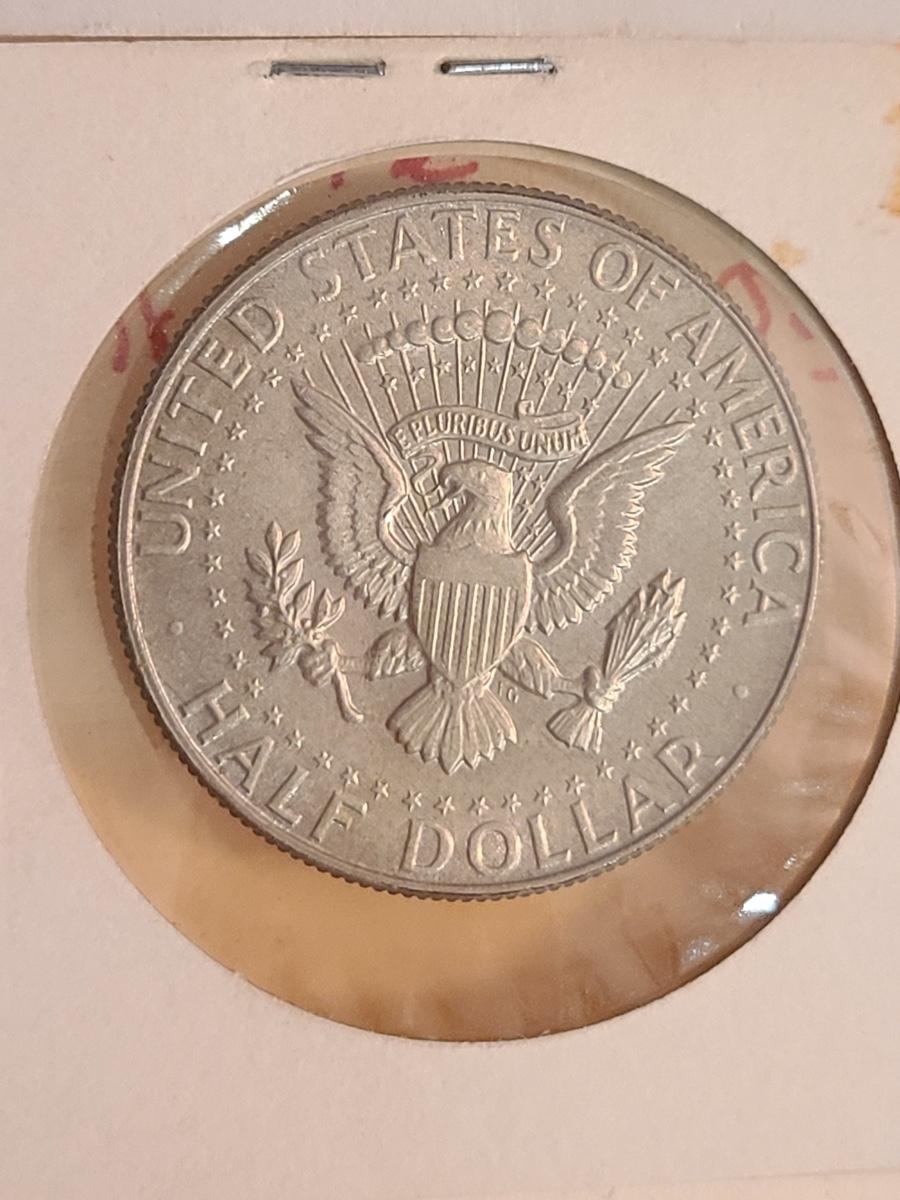 UNITED STATES OF AMERICA
E PLURIBUS UNUM
HALF DOLLAR